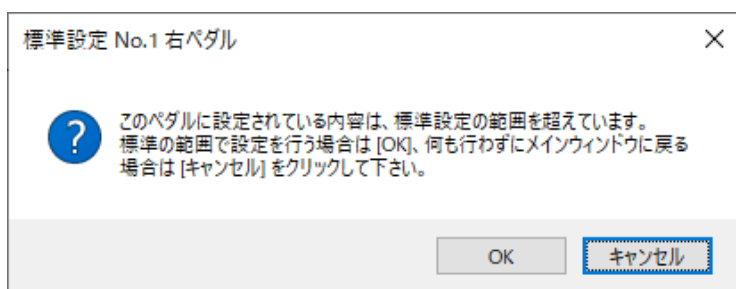 標準設定 No.1 右ペダル
このペダルに設定されている内容は、標準設定の範囲を超えています。
標準の範囲で設定を行う場合は [OK]、何も行わずにメインウィンドウに戻る
場合は [キャンセル] をクリックして下さい。
OK
キャンセル